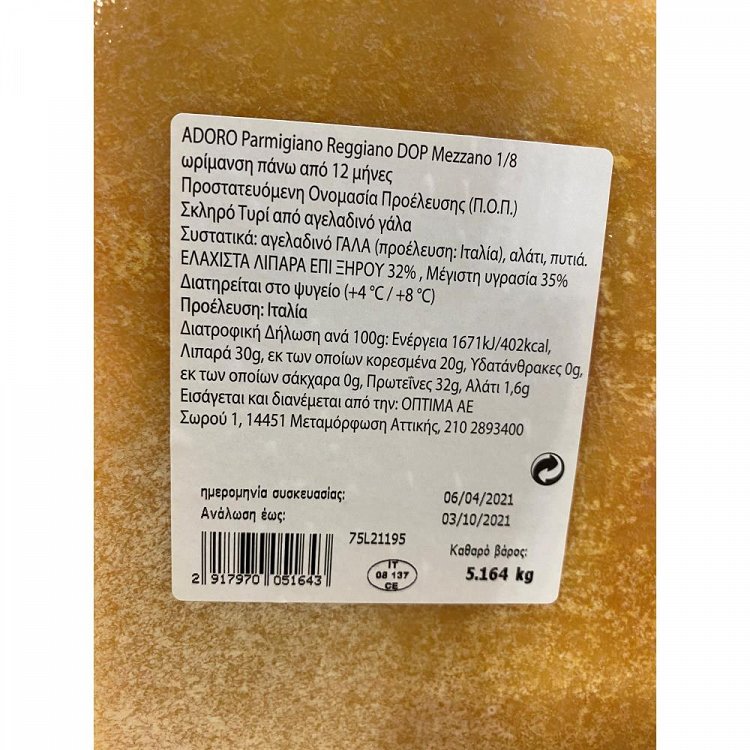 ADORO Parmigiano Reggiano DOP Mezzano 1/8
ωρίμανση πάνω από 12 μήνες
Προστατευόμενη Ονομασία Προέλευσης (Π.Ο.Π.)
Σκληρό Τυρί από αγελαδινό γάλα
Συστατικά: αγελαδινό ΓΑΛΑ (προέλευση: Ιταλία), αλάτι, πυτιά.
ΕΛΑΧΙΣΤΑ ΛΙΠΑΡΑ ΕΠΙ ΞΗΡΟΥ 32% , Μέγιστη υγρασία 35%
Διατηρείται στο ψυγείο (+4 °C / +8 °C)
Προέλευση: Ιταλία
Διατροφική Δήλωση ανά 100g: Ενέργεια 1671kJ/402kcal,
Λιπαρά 30g, εκ των οποίων κορεσμένα 20g, Υδατάνθρακες 0g,
εκ των οποίων σάκχαρα 0g, Πρωτεΐνες 32g, Αλάτι 1,6g
Εισάγεται και διανέμεται από την: ΟΠΤΙΜΑ ΑΕ
Σωρού 1, 14451 Μεταμόρφωση Αττικής, 210 2893400
ημερομηνία συσκευασίας: 06/04/2021
Ανάλωση έως: 03/10/2021
75L21195
Καθαρό βάρος:
5.164 kg
IT
08 137
CE
2 917970 051643